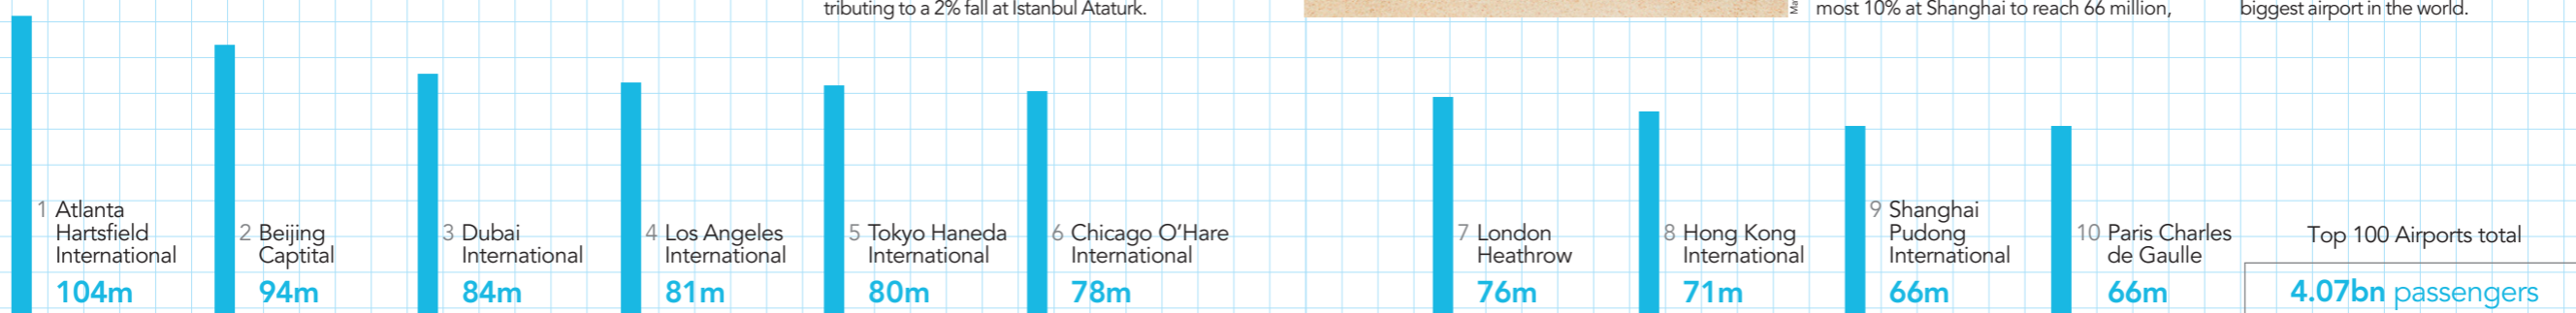 tributing to a 2% fall at Istanbul Ataturk.
most 10% at Shanghai to reach 66 million,
biggest airport in the world.
1 Atlanta
Hartsfield
International
104m
2 Beijing
Captital
94m
3 Dubai
International
84m
4 Los Angeles
International
81m
5 Tokyo Haneda
International
80m
6 Chicago O’Hare
International
78m
7 London
Heathrow
76m
8 Hong Kong
International
71m
9 Shanghai
Pudong
International
66m
10 Paris Charles
de Gaulle
66m
Top 100 Airports total
4.07bn passengers